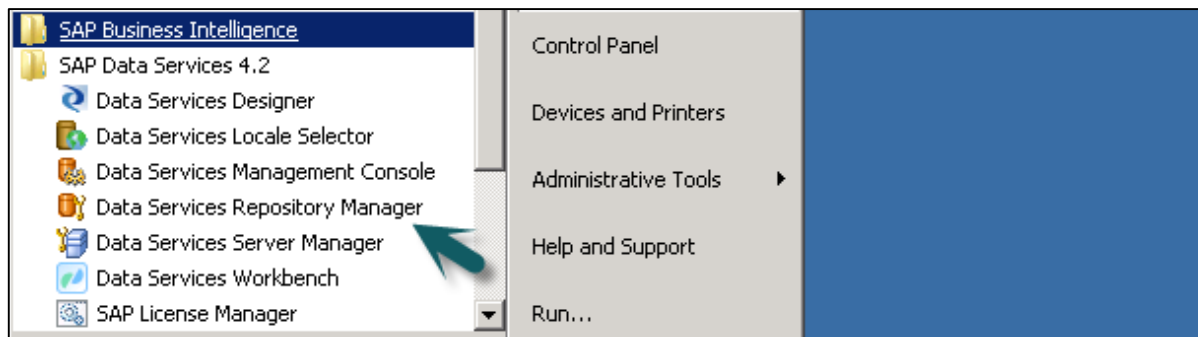 SAP Business Intelligence
SAP Data Services 4.2
Data Services Designer
Data Services Locale Selector
Data Services Management Console
Data Services Repository Manager
Data Services Server Manager
Data Services Workbench
SAP License Manager
Control Panel
Devices and Printers
Administrative Tools
Help and Support
Run...